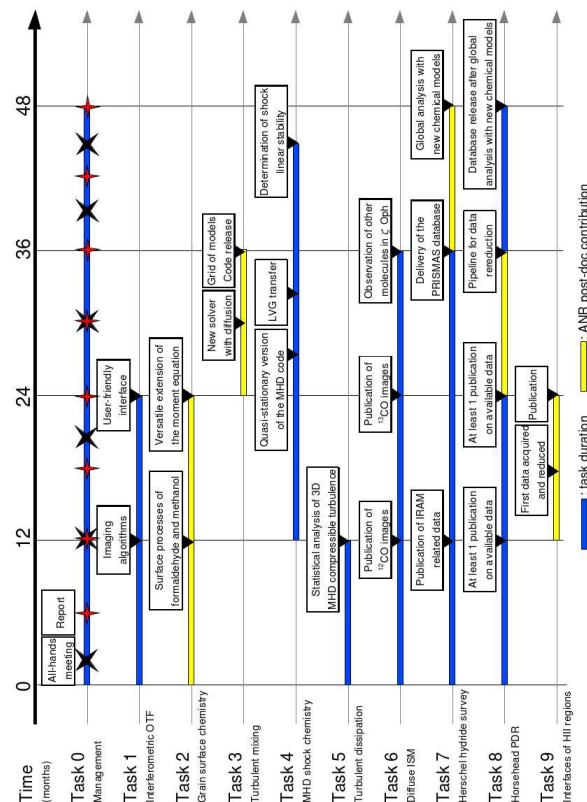 Time
(months)
0
12
24
36
48
Task 0
Management
All-hands
meeting
Report
Task 1
Interferometric OTF
Imaging
algorithms
User-friendly
interface
Task 2
Grain surface chemistry
Surface processes of
formaldehyde and methanol
Versatile extension of
the moment equation
Task 3
Turbulent mixing
New solver
with diffusion
Grid of models
Code release
Task 4
MHD shock chemistry
Quasi-stationary version
of the MHD code
LVG transfer
Determination of shock
linear stability
Task 5
Turbulent dissipation
Statistical analysis of 3D
MHD compressible turbulence
Task 6
Diffuse ISM
Publication of
¹²CO images
Publication of
¹³CO images
Observation of other
molecules in ζ Oph
Task 7
Herschel hydride survey
Publication of IRAM
related data
Delivery of the
PRISMAS database
Global analysis with
new chemical models
Task 8
Horsehead PDR
At least 1 publication
on available data
At least 1 publication
on available data
Pipeline for data
rereduction
Database release after global
analysis with new chemical models
Task 9
Interfaces of HII regions
First data acquired
and reduced
Publication
: task duration
: ANR post-doc contribution